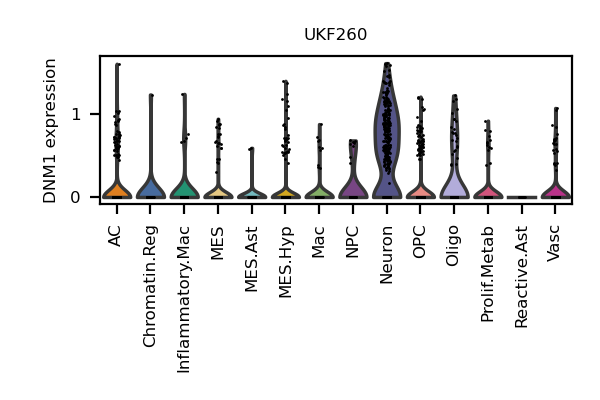 UKF260
DNM1 expression
1
0
AC
Chromatin.Reg
Inflammatory.Mac
MES
MES.Ast
MES.Hyp
Mac
NPC
Neuron
OPC
Oligo
Prolif.Metab
Reactive.Ast
Vasc